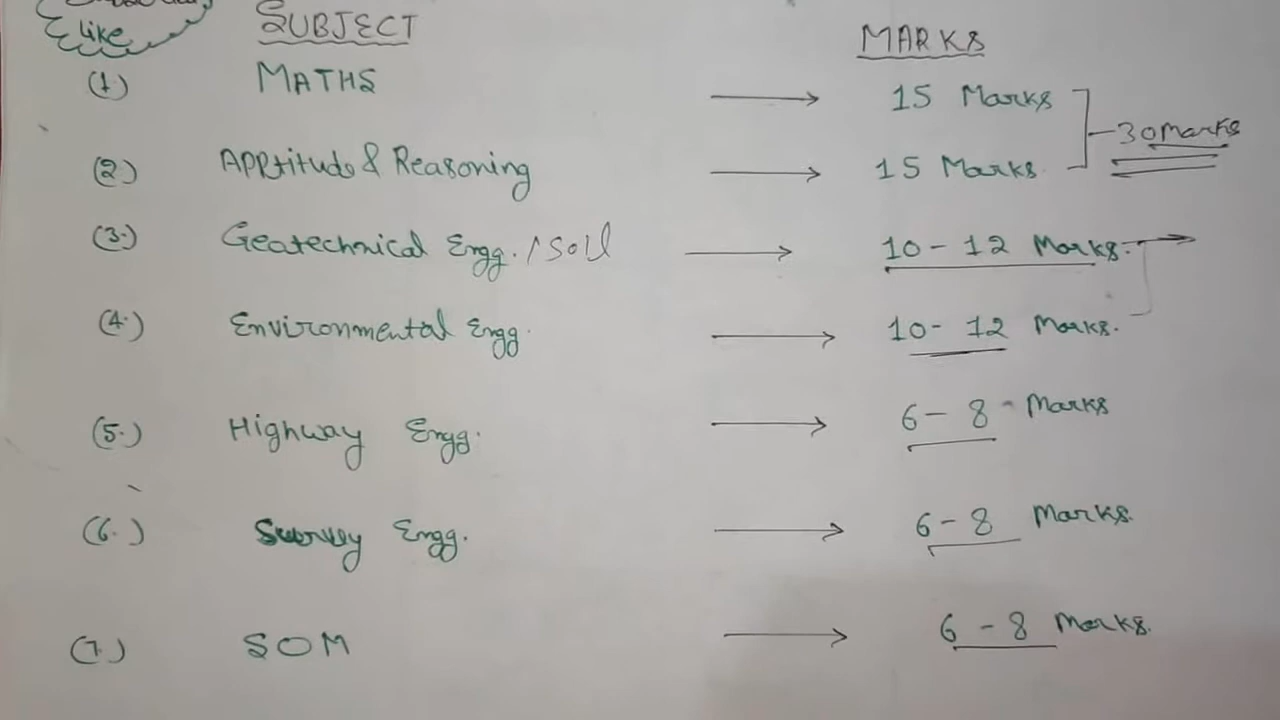 like SUBJECT MARKS
(1.) MATHS → 15 Marks
30 marks
(2.) Apptitude & Reasoning → 15 Marks
(3.) Geotechnical Engg. / Soil → 10 - 12 Marks. →
(4.) Environmental Engg. → 10 - 12 Marks.
(5.) Highway Engg. → 6 - 8 - Marks
(6.) Survey Engg. → 6 - 8 Marks.
(7.) SOM → 6 - 8 Marks.